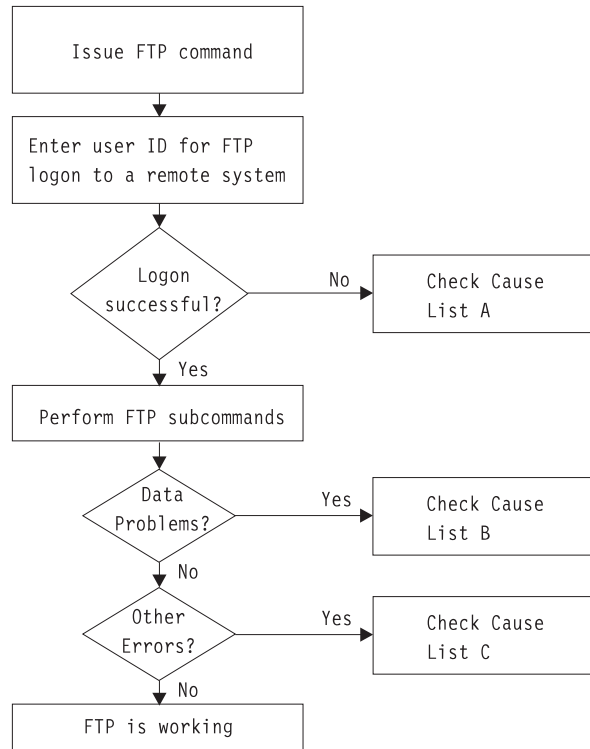 Issue FTP command
Enter user ID for FTP
logon to a remote system
Logon
successful?
No
Check Cause
List A
Yes
Perform FTP subcommands
Data
Problems?
Yes
Check Cause
List B
No
Other
Errors?
Yes
Check Cause
List C
No
FTP is working